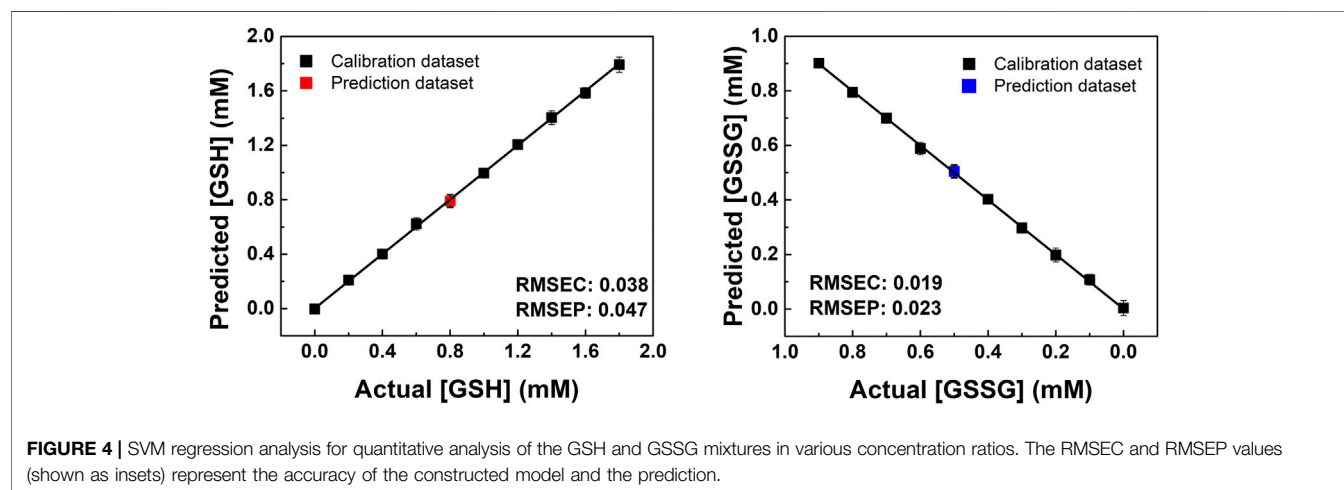 2.0
1.6
1.2
0.8
0.4
0.0
Predicted [GSH] (mM)
Calibration dataset
Prediction dataset
RMSEC: 0.038
RMSEP: 0.047
0.0 0.4 0.8 1.2 1.6 2.0
Actual [GSH] (mM)
1.0
0.8
0.6
0.4
0.2
0.0
Predicted [GSSG] (mM)
Calibration dataset
Prediction dataset
RMSEC: 0.019
RMSEP: 0.023
1.0 0.8 0.6 0.4 0.2 0.0
Actual [GSSG] (mM)
FIGURE 4 | SVM regression analysis for quantitative analysis of the GSH and GSSG mixtures in various concentration ratios. The RMSEC and RMSEP values
(shown as insets) represent the accuracy of the constructed model and the prediction.